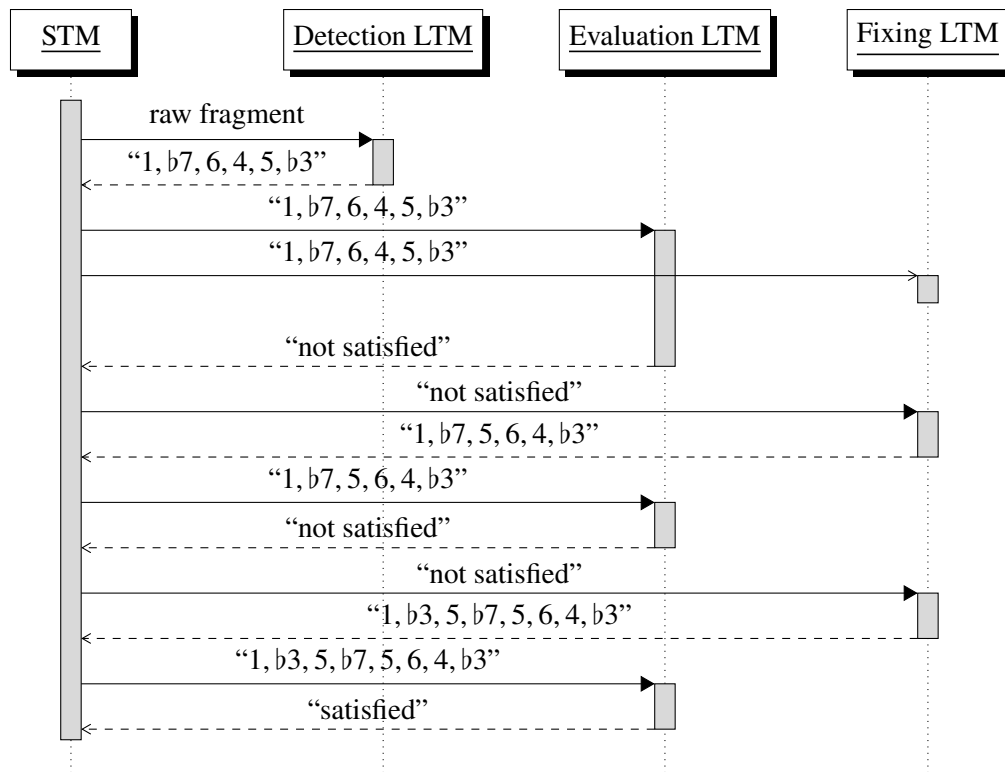 STM
Detection LTM
Evaluation LTM
Fixing LTM
raw fragment
“1, ♭7, 6, 4, 5, ♭3”
“1, ♭7, 6, 4, 5, ♭3”
“1, ♭7, 6, 4, 5, ♭3”
“not satisfied”
“not satisfied”
“1, ♭7, 5, 6, 4, ♭3”
“1, ♭7, 5, 6, 4, ♭3”
“not satisfied”
“not satisfied”
“1, ♭3, 5, ♭7, 5, 6, 4, ♭3”
“1, ♭3, 5, ♭7, 5, 6, 4, ♭3”
“satisfied”